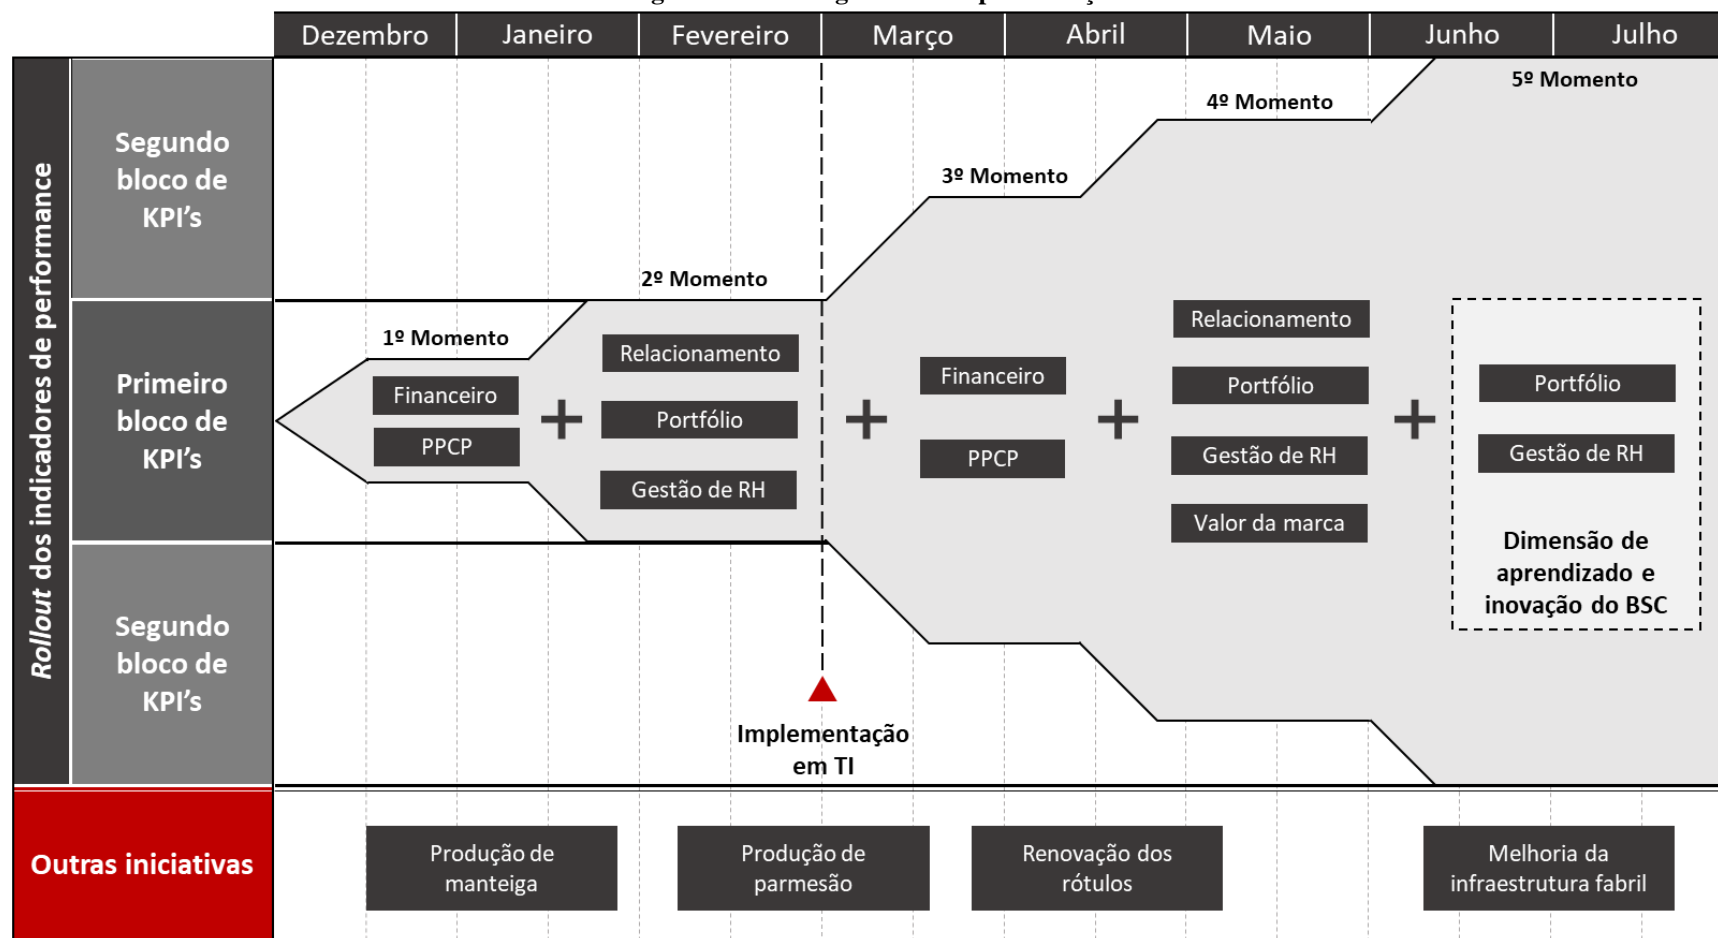 Dezembro
Janeiro
Fevereiro
Março
Abril
Maio
Junho
Julho
Rollout dos indicadores de performance
Segundo
bloco de
KPI's
Primeiro
bloco de
KPI's
Segundo
bloco de
KPI's
1º Momento
Financeiro
PPCP
+
2º Momento
Relacionamento
Portfólio
Gestão de RH
+
3º Momento
Financeiro
PPCP
+
4º Momento
Relacionamento
Portfólio
Gestão de RH
Valor da marca
+
5º Momento
Portfólio
Gestão de RH
Dimensão de
aprendizado e
inovação do BSC
Implementação
em TI
Outras iniciativas
Produção de
manteiga
Produção de
parmesão
Renovação dos
rótulos
Melhoria da
infraestrutura fabril